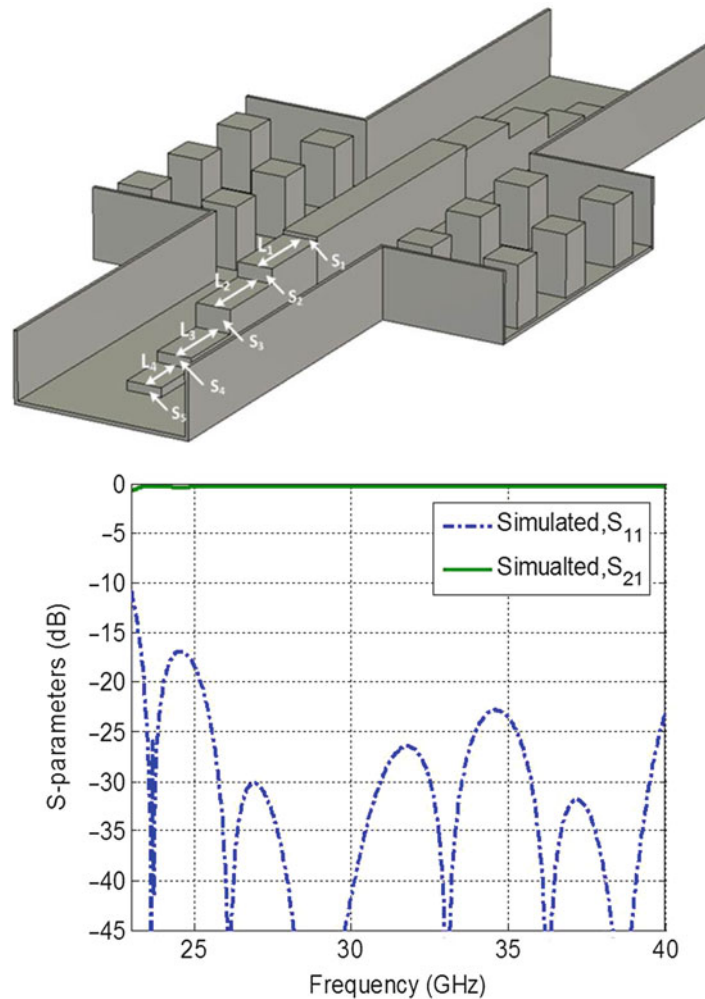 L1
S1
L2
S2
L3
S3
L4
S4
S5
0
−5
−10
−15
−20
−25
−30
−35
−40
−45
S-parameters (dB)
Simulated,S11
Simualted,S21
25 30 35 40
Frequency (GHz)